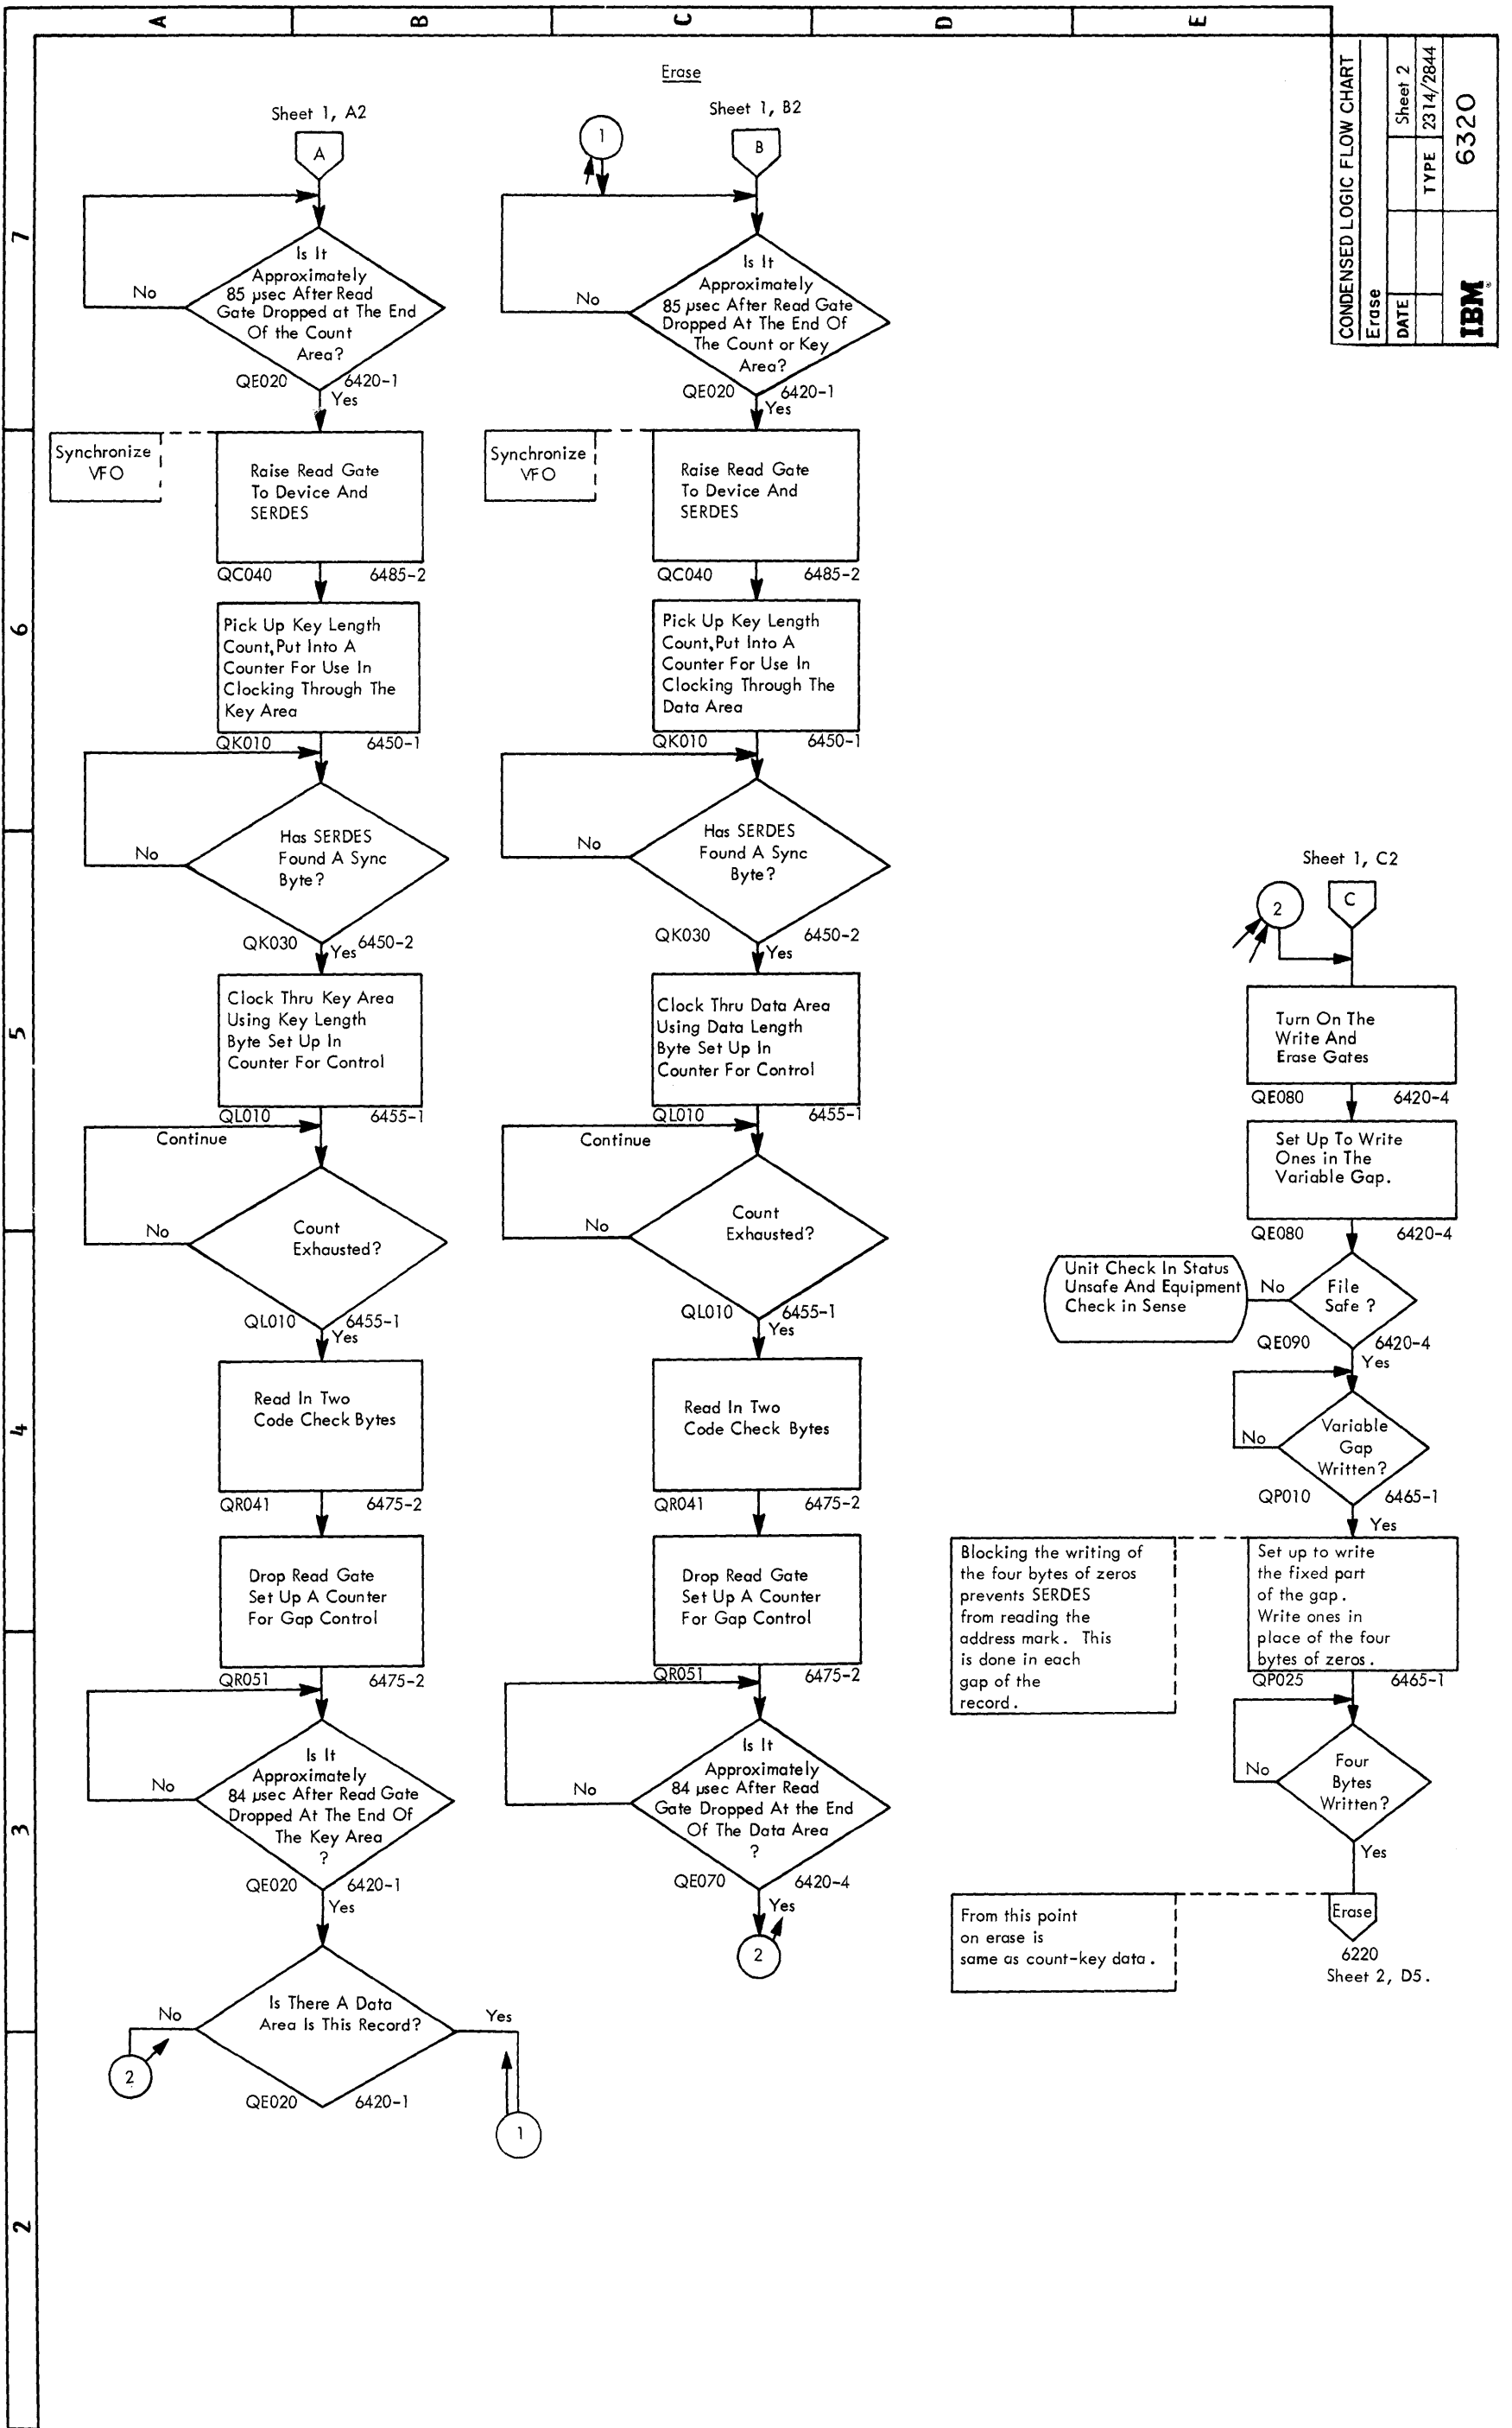 A
B
C
D
E
7
6
5
4
3
2
CONDENSED LOGIC FLOW CHART
Erase
DATE
Sheet 2
TYPE
2314/2844
IBM
6320
Erase
Sheet 1, A2
A
Is It
Approximately
85 µsec After Read
Gate Dropped at The End
Of the Count
Area?
No
QE020
6420-1
Yes
Synchronize
VFO
Raise Read Gate
To Device And
SERDES
QC040
6485-2
Pick Up Key Length
Count,Put Into A
Counter For Use In
Clocking Through The
Key Area
QK010
6450-1
Has SERDES
Found A Sync
Byte?
No
QK030
Yes
6450-2
Clock Thru Key Area
Using Key Length
Byte Set Up In
Counter For Control
QL010
6455-1
Continue
Count
Exhausted?
No
QL010
6455-1
Yes
Read In Two
Code Check Bytes
QR041
6475-2
Drop Read Gate
Set Up A Counter
For Gap Control
QR051
6475-2
Is It
Approximately
84 µsec After Read Gate
Dropped At The End Of
The Key Area
?
No
QE020
6420-1
Yes
Is There A Data
Area Is This Record?
No
Yes
2
QE020
6420-1
1
1
Sheet 1, B2
B
Is It
Approximately
85 µsec After Read Gate
Dropped At The End Of
The Count or Key
Area?
No
QE020
6420-1
Yes
Synchronize
VFO
Raise Read Gate
To Device And
SERDES
QC040
6485-2
Pick Up Key Length
Count,Put Into A
Counter For Use In
Clocking Through The
Data Area
QK010
6450-1
Has SERDES
Found A Sync
Byte?
No
QK030
6450-2
Yes
Clock Thru Data Area
Using Data Length
Byte Set Up In
Counter For Control
QL010
6455-1
Continue
Count
Exhausted?
No
QL010
6455-1
Yes
Read In Two
Code Check Bytes
QR041
6475-2
Drop Read Gate
Set Up A Counter
For Gap Control
QR051
6475-2
Is It
Approximately
84 µsec After Read
Gate Dropped At the End
Of The Data Area
?
No
QE070
6420-4
Yes
2
Sheet 1, C2
2
C
Turn On The
Write And
Erase Gates
QE080
6420-4
Set Up To Write
Ones in The
Variable Gap.
QE080
6420-4
Unit Check In Status
Unsafe And Equipment
Check in Sense
No
File
Safe ?
QE090
6420-4
Yes
Variable
Gap
Written?
No
QP010
6465-1
Yes
Blocking the writing of
the four bytes of zeros
prevents SERDES
from reading the
address mark. This
is done in each
gap of the
record.
Set up to write
the fixed part
of the gap.
Write ones in
place of the four
bytes of zeros.
QP025
6465-1
Four
Bytes
Written?
No
Yes
From this point
on erase is
same as count-key data.
Erase
6220
Sheet 2, D5.